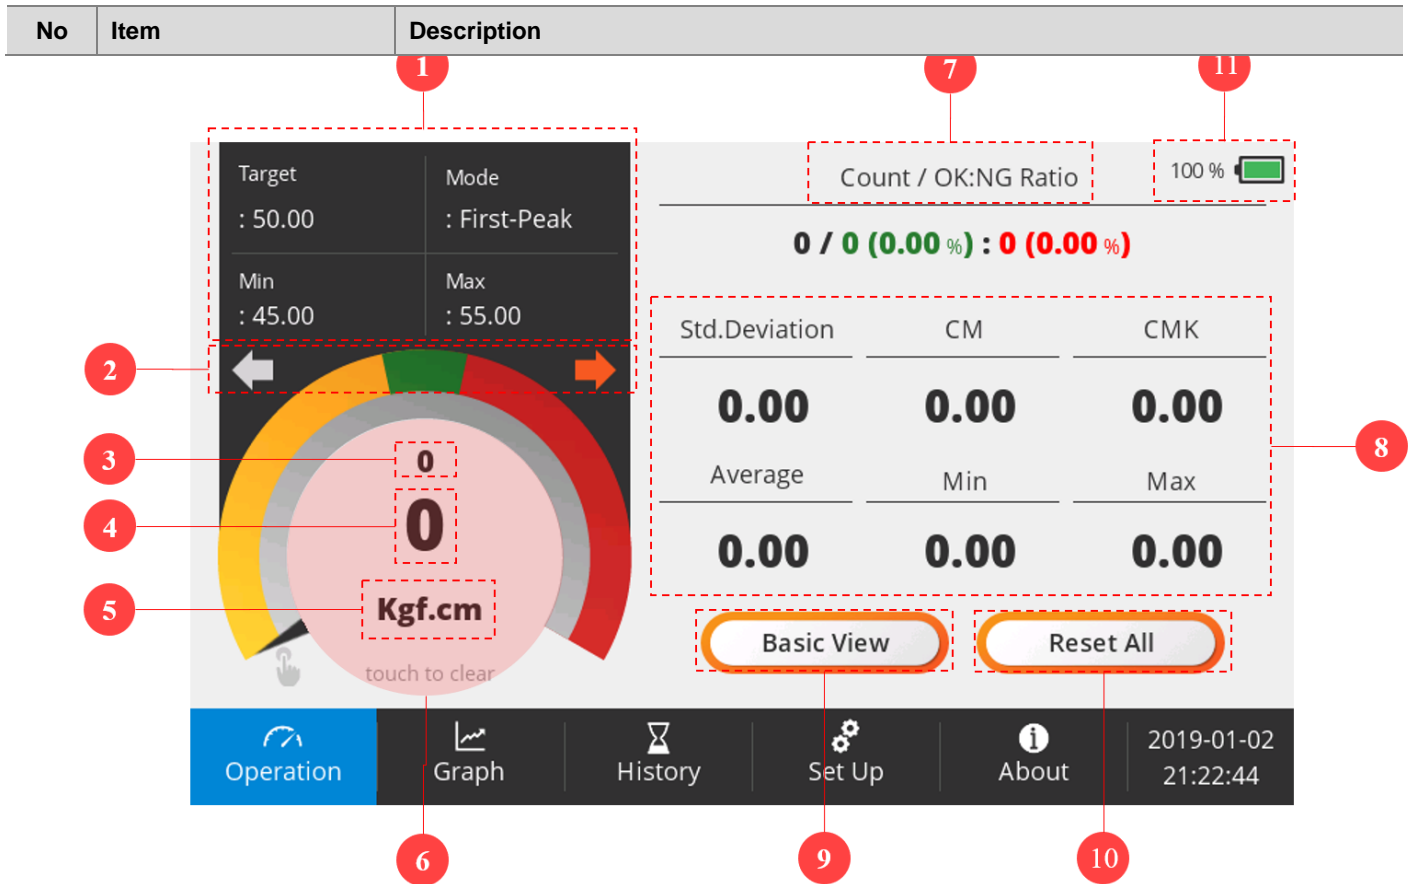 No Item Description
1 7 11
Target Mode
: 50.00 : First-Peak
Min Max
: 45.00 : 55.00
Count / OK:NG Ratio
100 %
0 / 0 (0.00 %) : 0 (0.00 %)
2
Std.Deviation CM CMK
0.00 0.00 0.00
8
3
0
4
0
Average Min Max
0.00 0.00 0.00
5
Kgf.cm
touch to clear
Basic View Reset All
Operation Graph History Set Up About
2019-01-02
21:22:44
6 9 10